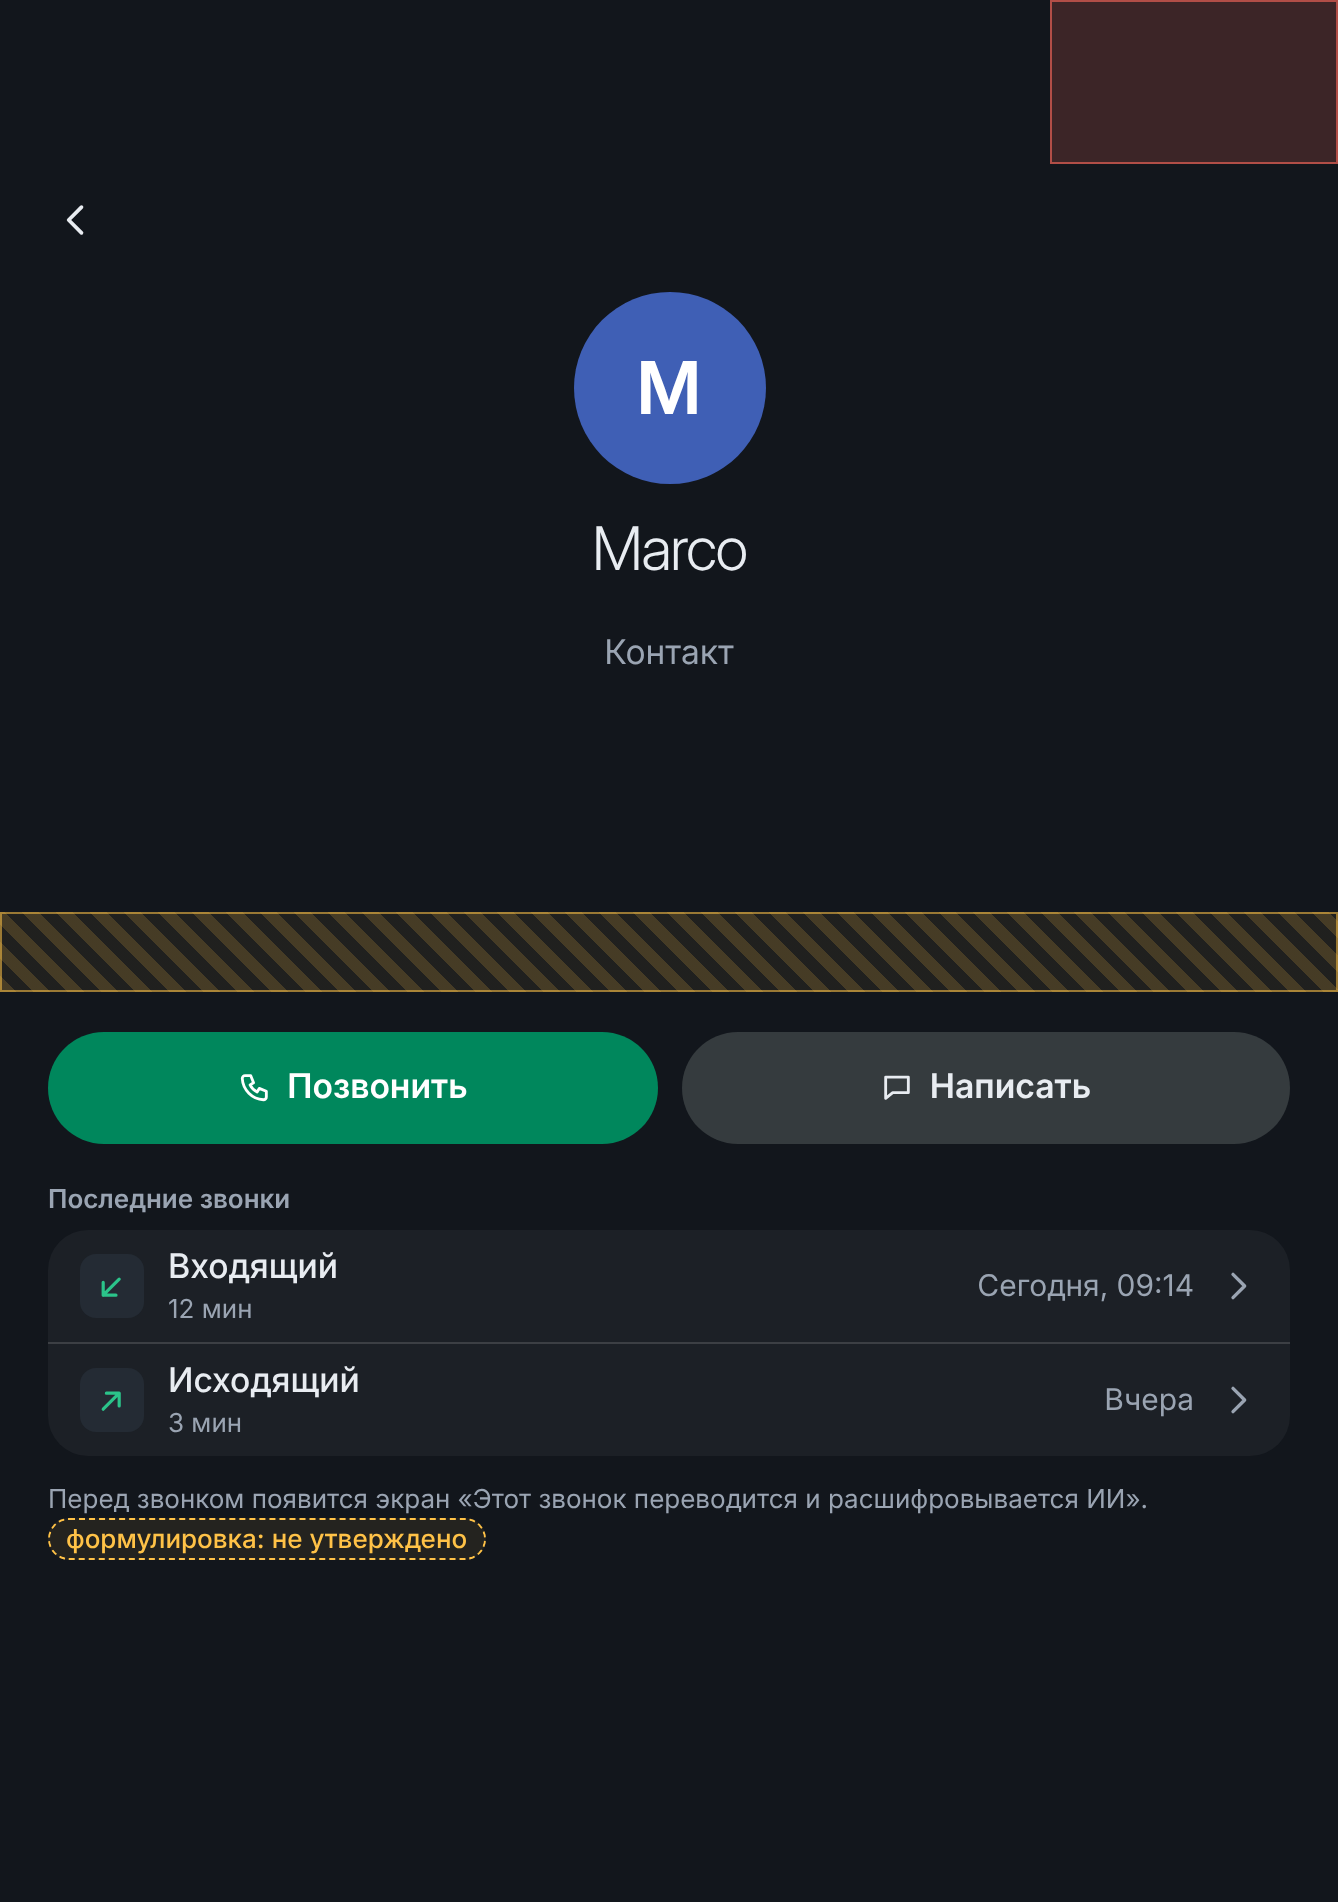 M
Marco
Контакт
Позвонить
Написать
Последние звонки
Входящий
12 мин
Сегодня, 09:14
Исходящий
3 мин
Вчера
Перед звонком появится экран «Этот звонок переводится и расшифровывается ИИ».
формулировка: не утверждено